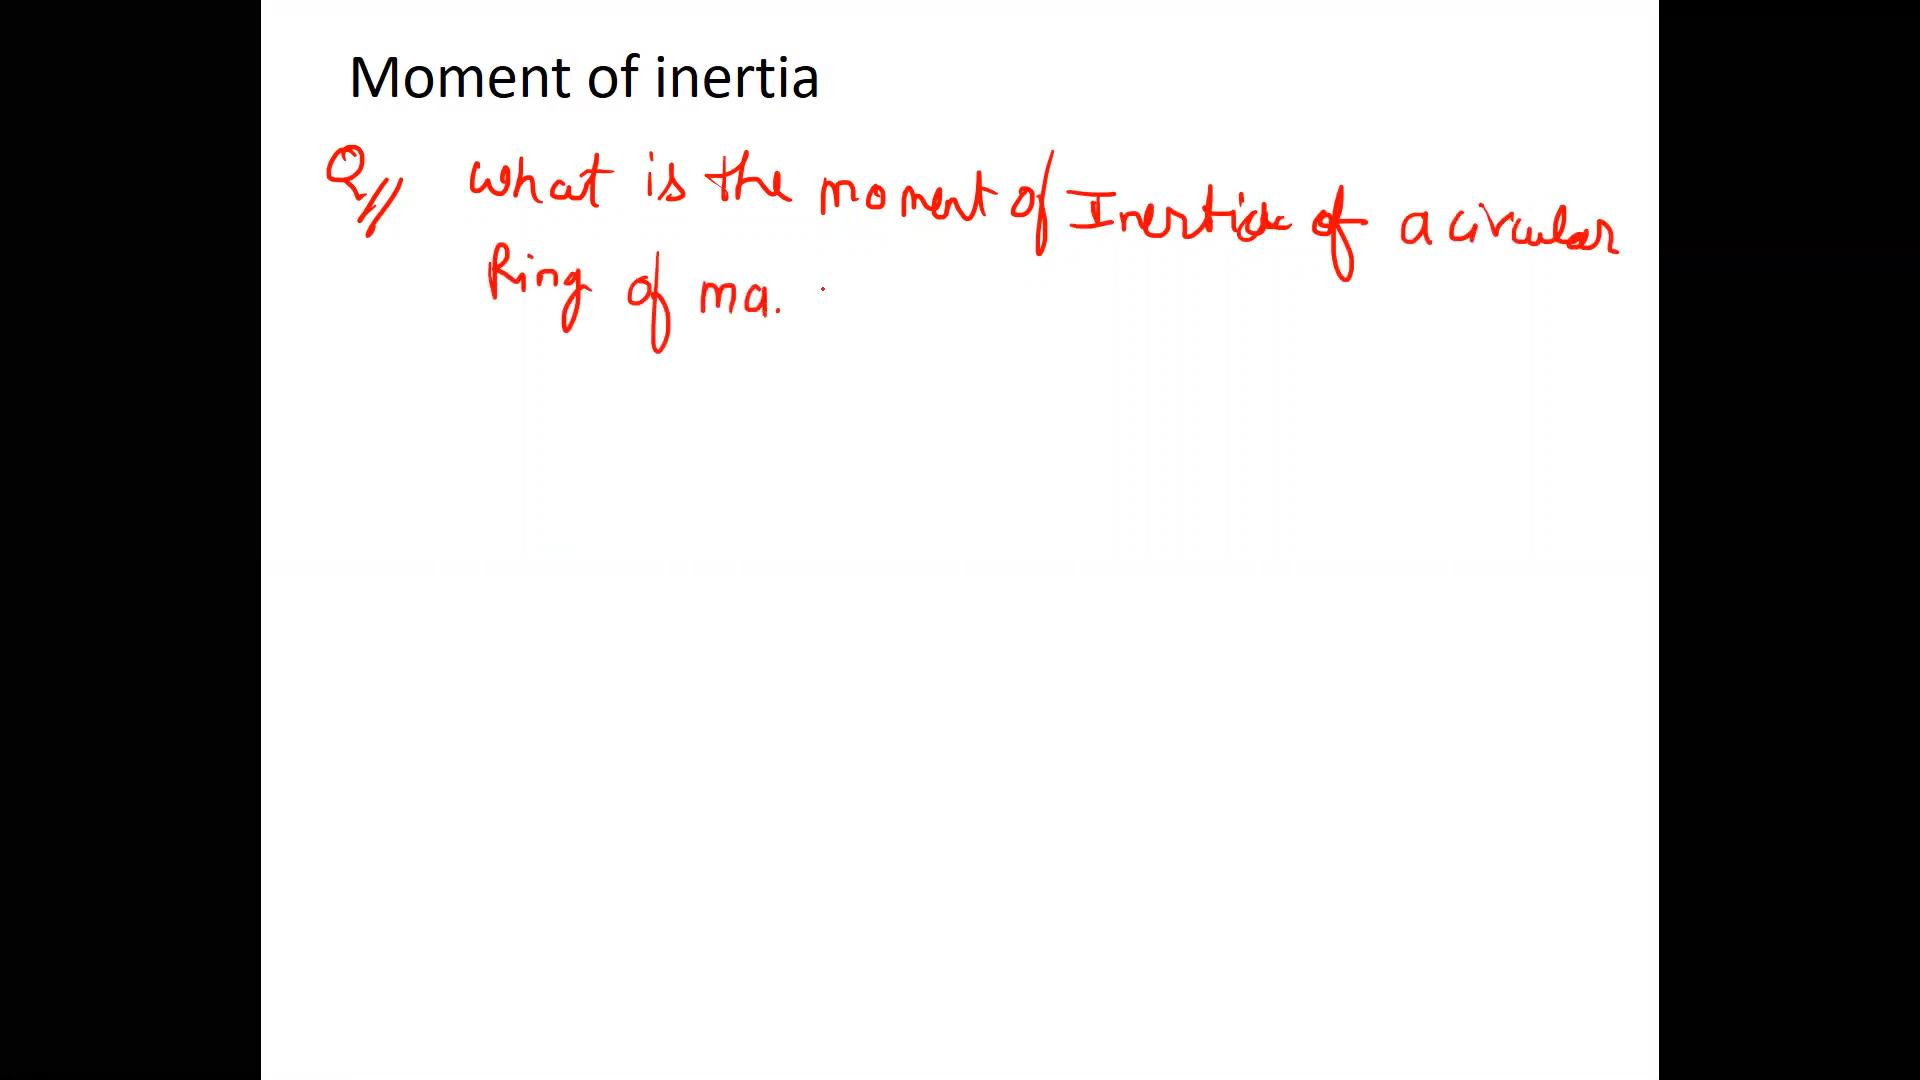 Moment of inertia
Q// What is the moment of Inertia of a circular
Ring of ma.